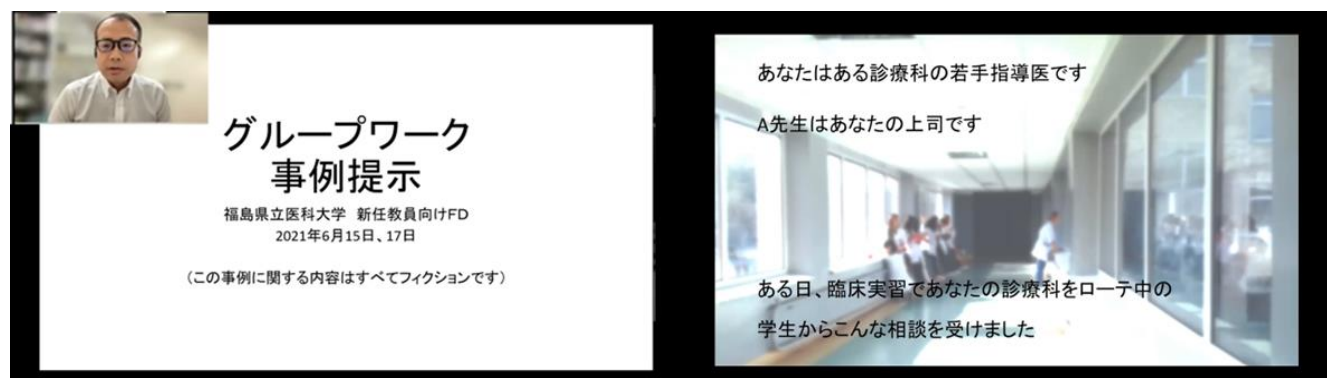 グループワーク
事例提示
福島県立医科大学 新任教員向けFD
2021年6月15日、17日
（この事例に関する内容はすべてフィクションです）
あなたはある診療科の若手指導医です
A先生はあなたの上司です
ある日、臨床実習であなたの診療科をローテ中の
学生からこんな相談を受けました